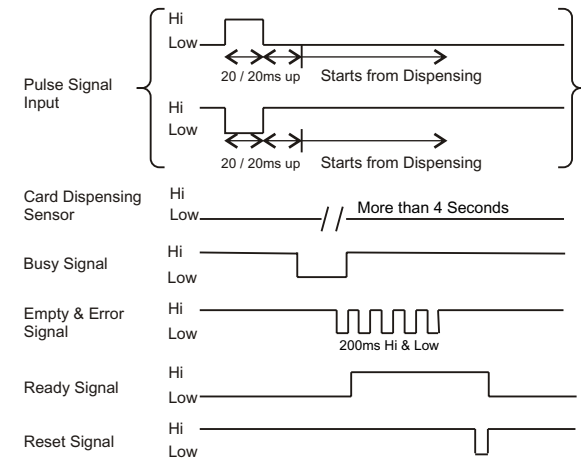 Hi
Low
20 / 20ms up Starts from Dispensing
Pulse Signal
Input
Hi
Low
20 / 20ms up Starts from Dispensing
Card Dispensing
Sensor
Hi
Low
More than 4 Seconds
Busy Signal
Hi
Low
Empty & Error
Signal
Hi
Low
200ms Hi & Low
Ready Signal
Hi
Low
Reset Signal
Hi
Low